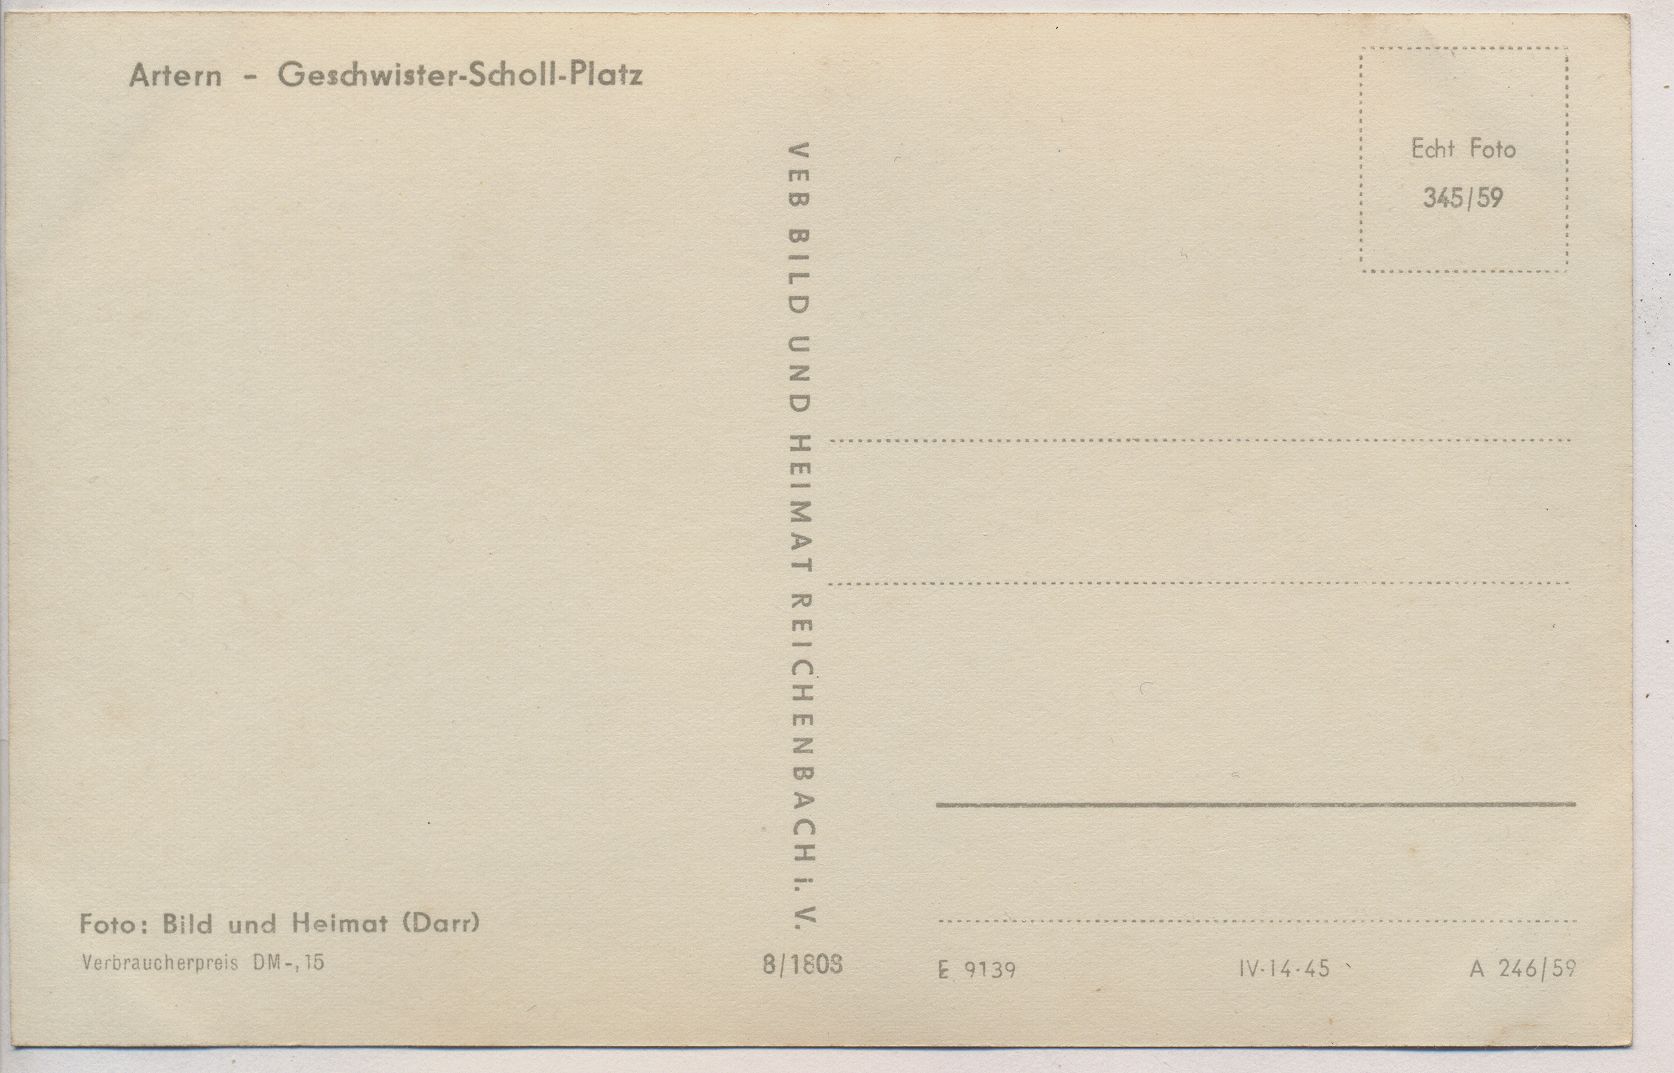 Artern - Geschwister-Scholl-Platz
Echt Foto
345/59
VEB BILD UND HEIMAT REICHENBACH i. V.
Foto: Bild und Heimat (Darr)
Verbraucherpreis DM-,15
8/1808
E 9139
IV-14-45
A 246/59